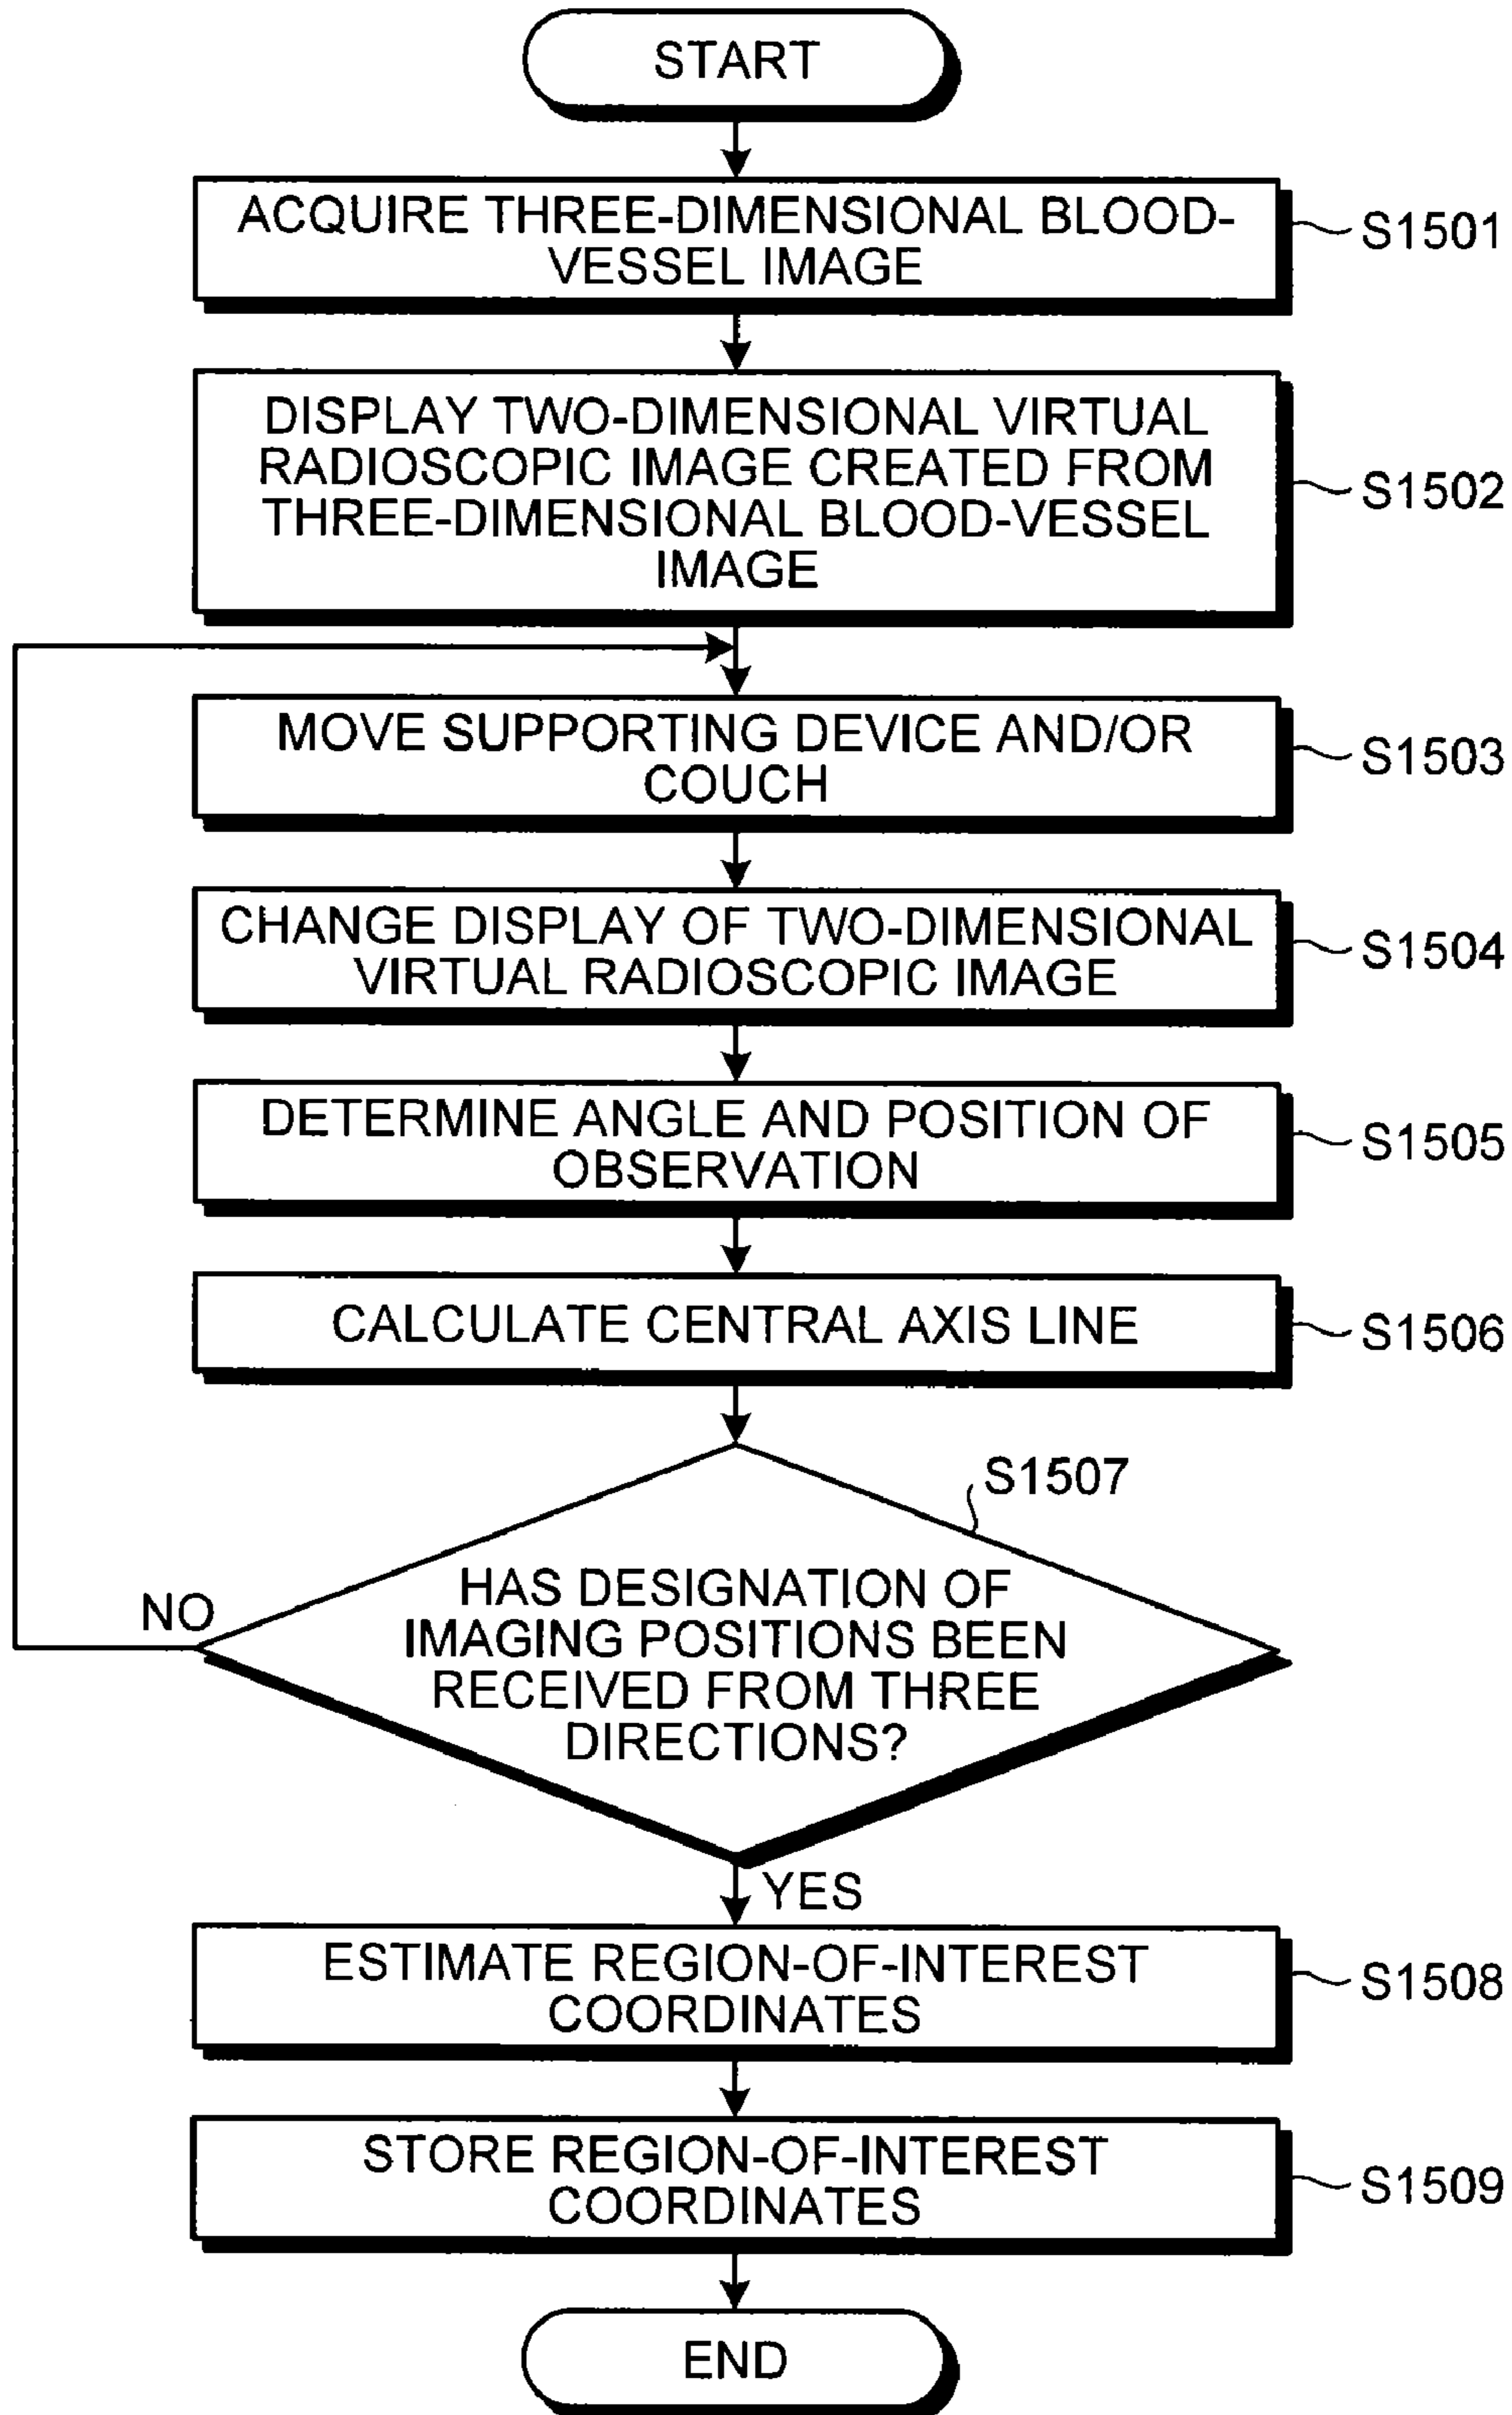 START
ACQUIRE THREE-DIMENSIONAL BLOOD-
VESSEL IMAGE
S1501
DISPLAY TWO-DIMENSIONAL VIRTUAL
RADIOSCOPIC IMAGE CREATED FROM
THREE-DIMENSIONAL BLOOD-VESSEL
IMAGE
S1502
MOVE SUPPORTING DEVICE AND/OR
COUCH
S1503
CHANGE DISPLAY OF TWO-DIMENSIONAL
VIRTUAL RADIOSCOPIC IMAGE
S1504
DETERMINE ANGLE AND POSITION OF
OBSERVATION
S1505
CALCULATE CENTRAL AXIS LINE
S1506
S1507
HAS DESIGNATION OF
IMAGING POSITIONS BEEN
RECEIVED FROM THREE
DIRECTIONS?
NO
YES
ESTIMATE REGION-OF-INTEREST
COORDINATES
S1508
STORE REGION-OF-INTEREST
COORDINATES
S1509
END